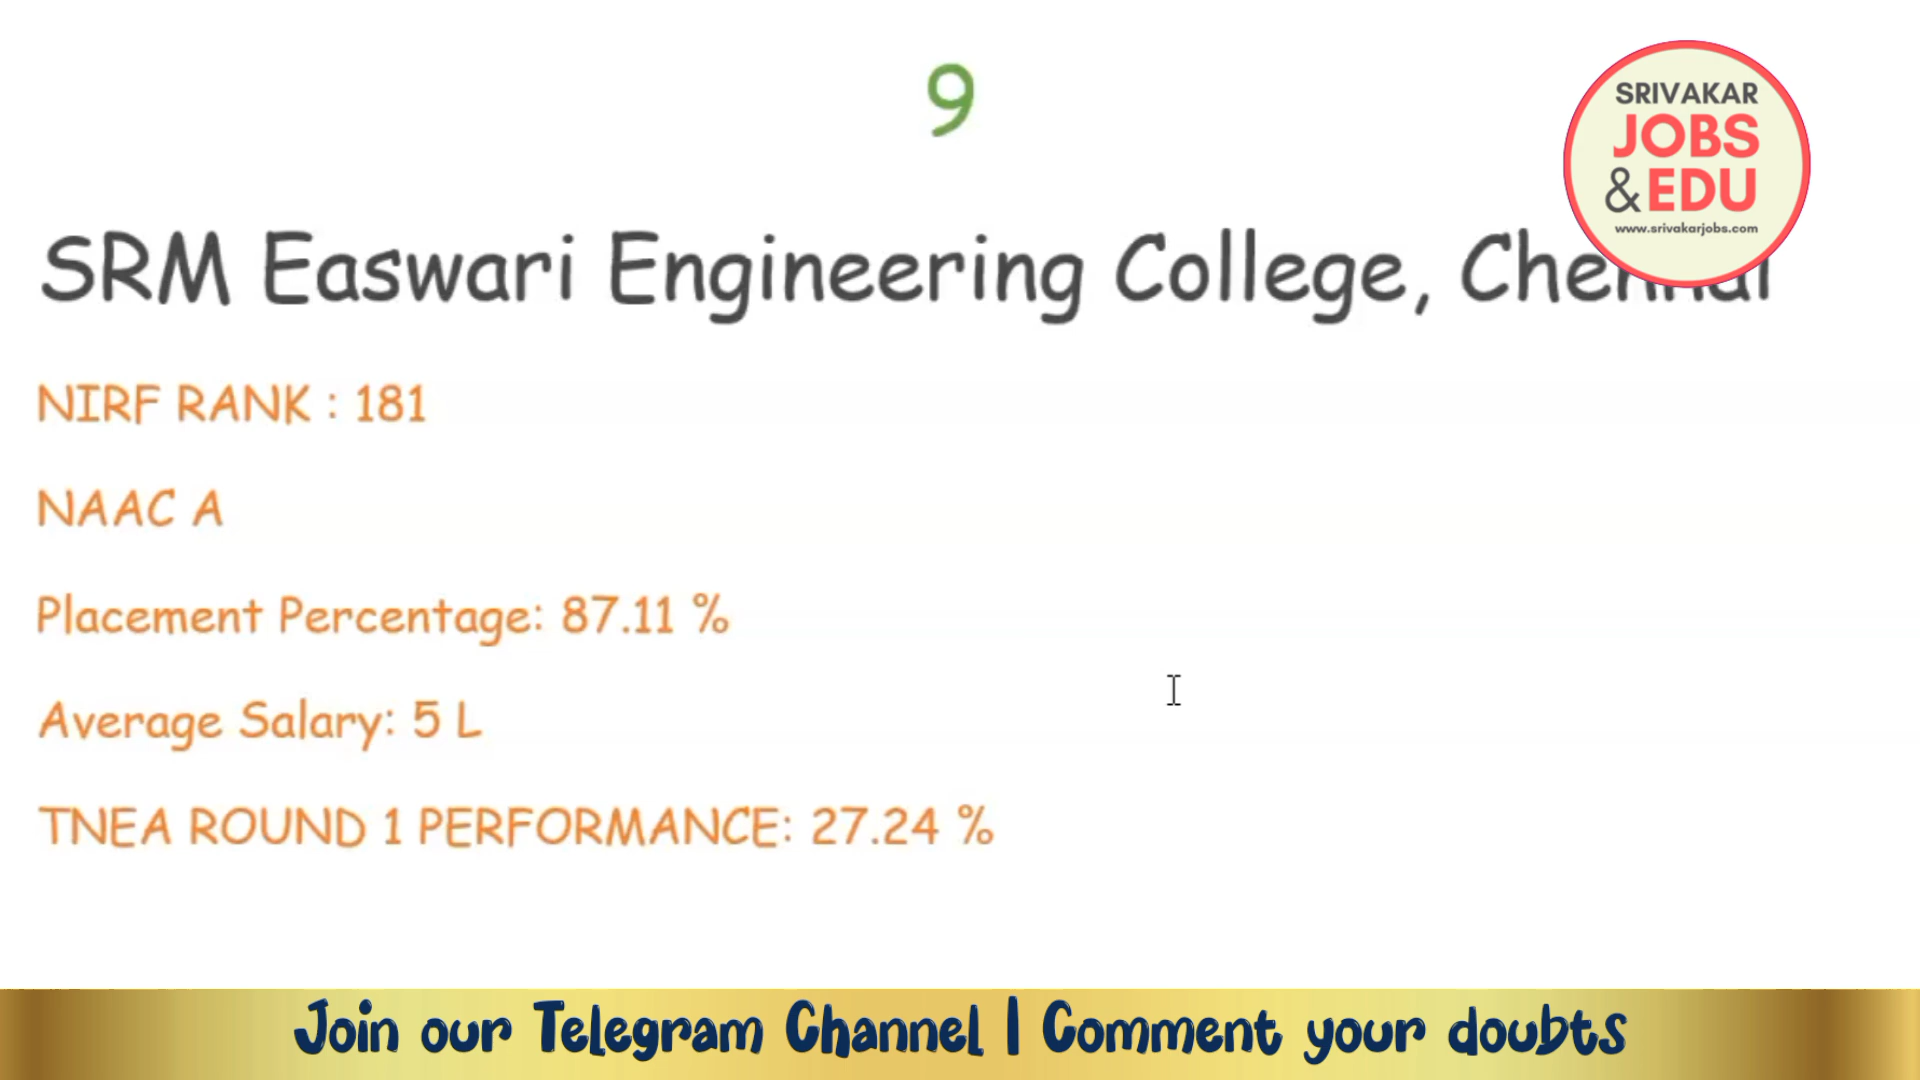 9
SRIVAKAR
JOBS
&EDU
www.srivakarjobs.com
SRM Easwari Engineering College, Chennai
NIRF RANK : 181
NAAC A
Placement Percentage: 87.11 %
Average Salary: 5 L
TNEA ROUND 1 PERFORMANCE: 27.24 %
Join our Telegram Channel | Comment your doubts